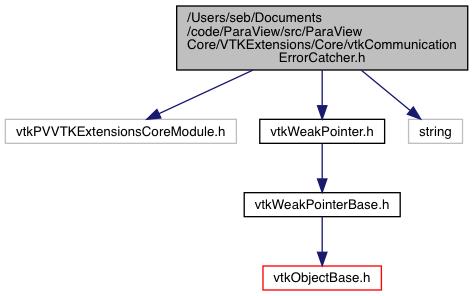 /Users/seb/Documents
/code/ParaView/src/ParaView
Core/VTKExtensions/Core/vtkCommunication
ErrorCatcher.h
vtkPVVTKExtensionsCoreModule.h
vtkWeakPointer.h
string
vtkWeakPointerBase.h
vtkObjectBase.h